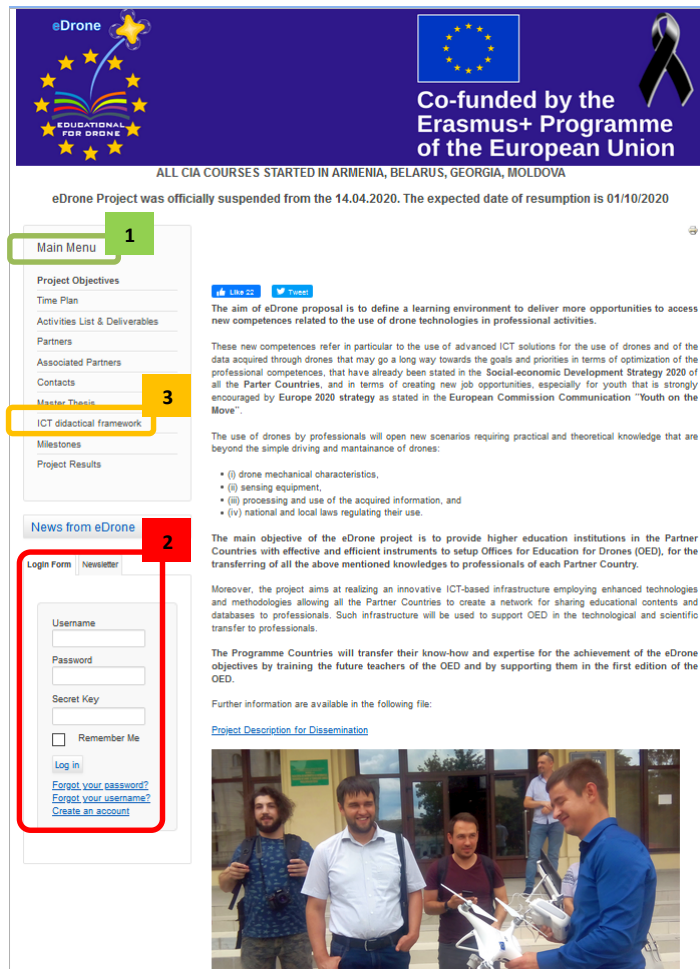 eDrone
EDUCATIONAL
FOR DRONE
Co-funded by the
Erasmus+ Programme
of the European Union
ALL CIA COURSES STARTED IN ARMENIA, BELARUS, GEORGIA, MOLDOVA
eDrone Project was officially suspended from the 14.04.2020. The expected date of resumption is 01/10/2020
1
Main Menu
Project Objectives
Time Plan
Activities List & Deliverables
Partners
Associated Partners
Contacts
Master Thesis
3
ICT didactical framework
Milestones
Project Results
News from eDrone
2
Login Form Newsletter
Username
Password
Secret Key
Remember Me
Log in
Forgot your password?
Forgot your username?
Create an account
Like 22 Tweet
The aim of eDrone proposal is to define a learning environment to deliver more opportunities to access
new competences related to the use of drone technologies in professional activities.
These new competences refer in particular to the use of advanced ICT solutions for the use of drones and of the
data acquired through drones that may go a long way towards the goals and priorities in terms of optimization of the
professional competences, that have already been stated in the Social-economic Development Strategy 2020 of
all the Parter Countries, and in terms of creating new job opportunities, especially for youth that is strongly
encouraged by Europe 2020 strategy as stated in the European Commission Communication "Youth on the
Move".
The use of drones by professionals will open new scenarios requiring practical and theoretical knowledge that are
beyond the simple driving and mantainance of drones:
• (i) drone mechanical characteristics,
• (ii) sensing equipment,
• (iii) processing and use of the acquired information, and
• (iv) national and local laws regulating their use.
The main objective of the eDrone project is to provide higher education institutions in the Partner
Countries with effective and efficient instruments to setup Offices for Education for Drones (OED), for the
transferring of all the above mentioned knowledges to professionals of each Partner Country.
Moreover, the project aims at realizing an innovative ICT-based infrastructure employing enhanced technologies
and methodologies allowing all the Partner Countries to create a network for sharing educational contents and
databases to professionals. Such infrastructure will be used to support OED in the technological and scientific
transfer to professionals.
The Programme Countries will transfer their know-how and expertise for the achievement of the eDrone
objectives by training the future teachers of the OED and by supporting them in the first edition of the
OED.
Further information are available in the following file:
Project Description for Dissemination